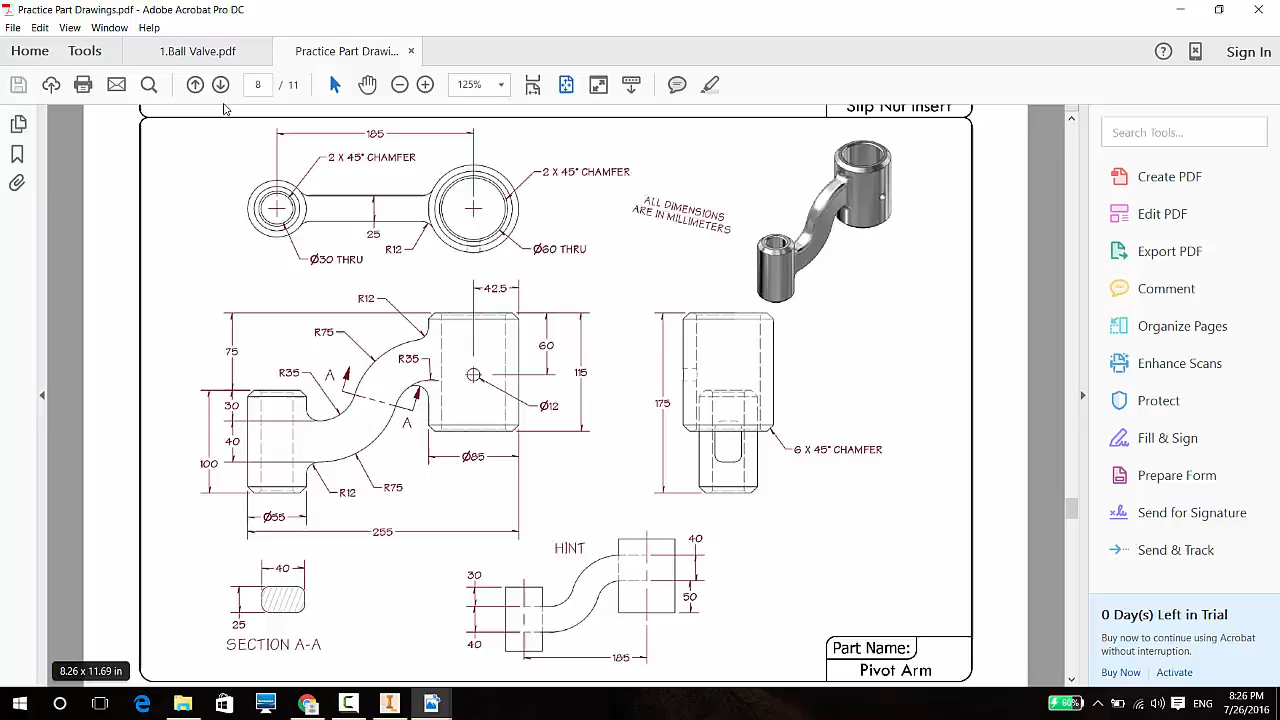 Practice Part Drawings.pdf - Adobe Acrobat Pro DC
File Edit View Window Help
Home Tools 1.Ball Valve.pdf Practice Part Drawi... × Sign In
8 / 11 125%
Slip Nut Insert
185
2 X 45° CHAMFER
2 X 45° CHAMFER
25
R12
Ø30 THRU
Ø60 THRU
ALL DIMENSIONS
ARE IN MILLIMETERS
42.5
R12
R75
R35
R35
A
A
75
30
40
100
60
115
Ø12
Ø85
R12
R75
Ø55
255
175
6 X 45° CHAMFER
40
25
SECTION A-A
HINT
40
30
50
40
185
Part Name:
Pivot Arm
8.26 x 11.69 in
Search Tools...
Create PDF
Edit PDF
Export PDF
Comment
Organize Pages
Enhance Scans
Protect
Fill & Sign
Prepare Form
Send for Signature
Send & Track
0 Day(s) Left in Trial
Buy now to continue using Acrobat
without interruption.
Buy Now Activate
60%
ENG
8:26 PM
7/26/2016